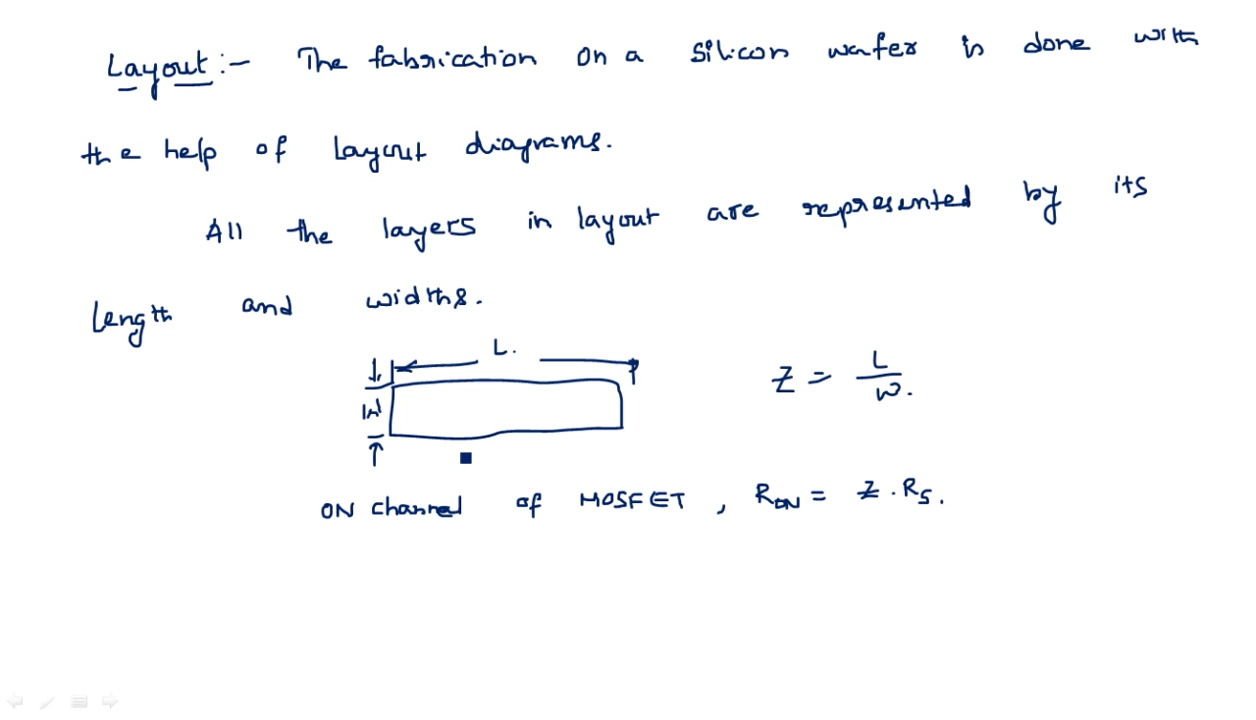 Layout :- The fabrication on a silicon wafer is done with
the help of layout diagrams.
All the layers in layout are represented by its
length and widths.
L.
W
Z = L/W.
ON channel of MOSFET, RON = Z . RS.